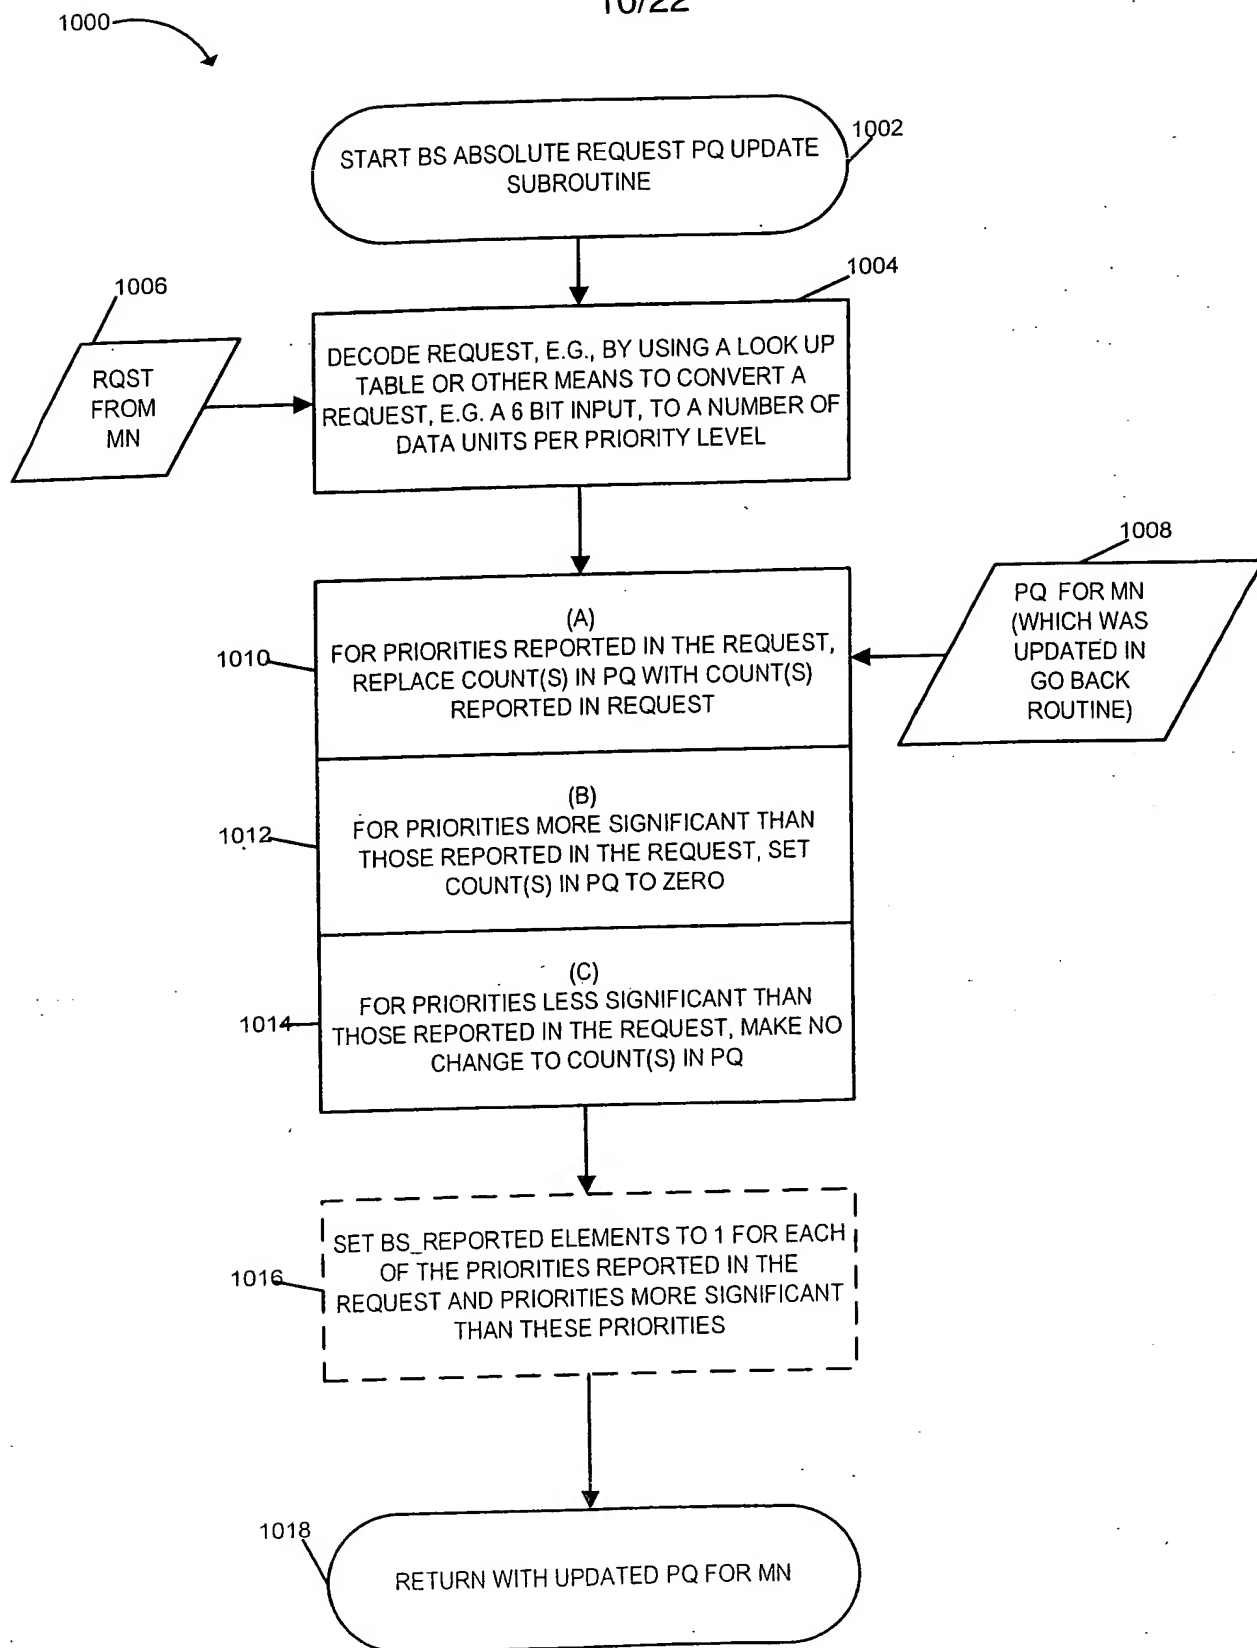 10/22
1000
START BS ABSOLUTE REQUEST PQ UPDATE
SUBROUTINE
1002
1004
1006
RQST
FROM
MN
DECODE REQUEST, E.G., BY USING A LOOK UP
TABLE OR OTHER MEANS TO CONVERT A
REQUEST, E.G. A 6 BIT INPUT, TO A NUMBER OF
DATA UNITS PER PRIORITY LEVEL
1008
PQ FOR MN
(WHICH WAS
UPDATED IN
GO BACK
ROUTINE)
1010
(A)
FOR PRIORITIES REPORTED IN THE REQUEST,
REPLACE COUNT(S) IN PQ WITH COUNT(S)
REPORTED IN REQUEST
1012
(B)
FOR PRIORITIES MORE SIGNIFICANT THAN
THOSE REPORTED IN THE REQUEST, SET
COUNT(S) IN PQ TO ZERO
1014
(C)
FOR PRIORITIES LESS SIGNIFICANT THAN
THOSE REPORTED IN THE REQUEST, MAKE NO
CHANGE TO COUNT(S) IN PQ
1016
SET BS_REPORTED ELEMENTS TO 1 FOR EACH
OF THE PRIORITIES REPORTED IN THE
REQUEST AND PRIORITIES MORE SIGNIFICANT
THAN THESE PRIORITIES
1018
RETURN WITH UPDATED PQ FOR MN